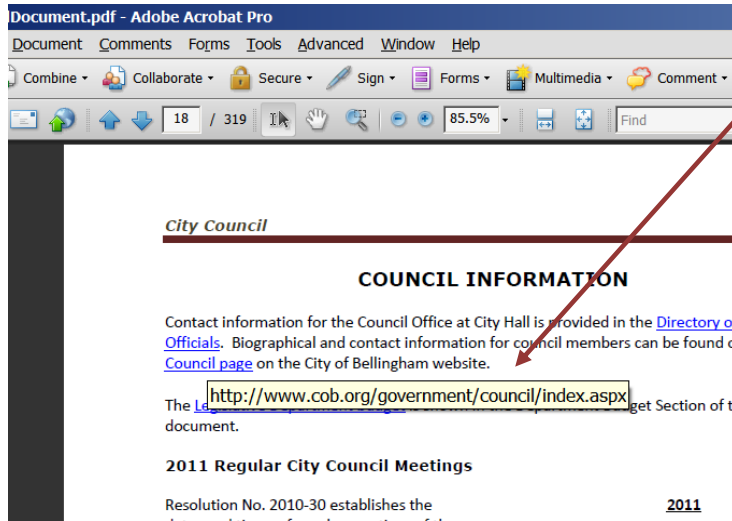 Document.pdf - Adobe Acrobat Pro
Document Comments Forms Tools Advanced Window Help
Combine Collaborate Secure Sign Forms Multimedia Comment
18 / 319 85.5% Find
City Council
COUNCIL INFORMATION
Contact information for the Council Office at City Hall is provided in the Directory o
Officials. Biographical and contact information for council members can be found
Council page on the City of Bellingham website.
http://www.cob.org/government/council/index.aspx
The get Section of t
document.
2011 Regular City Council Meetings
Resolution No. 2010-30 establishes the 2011